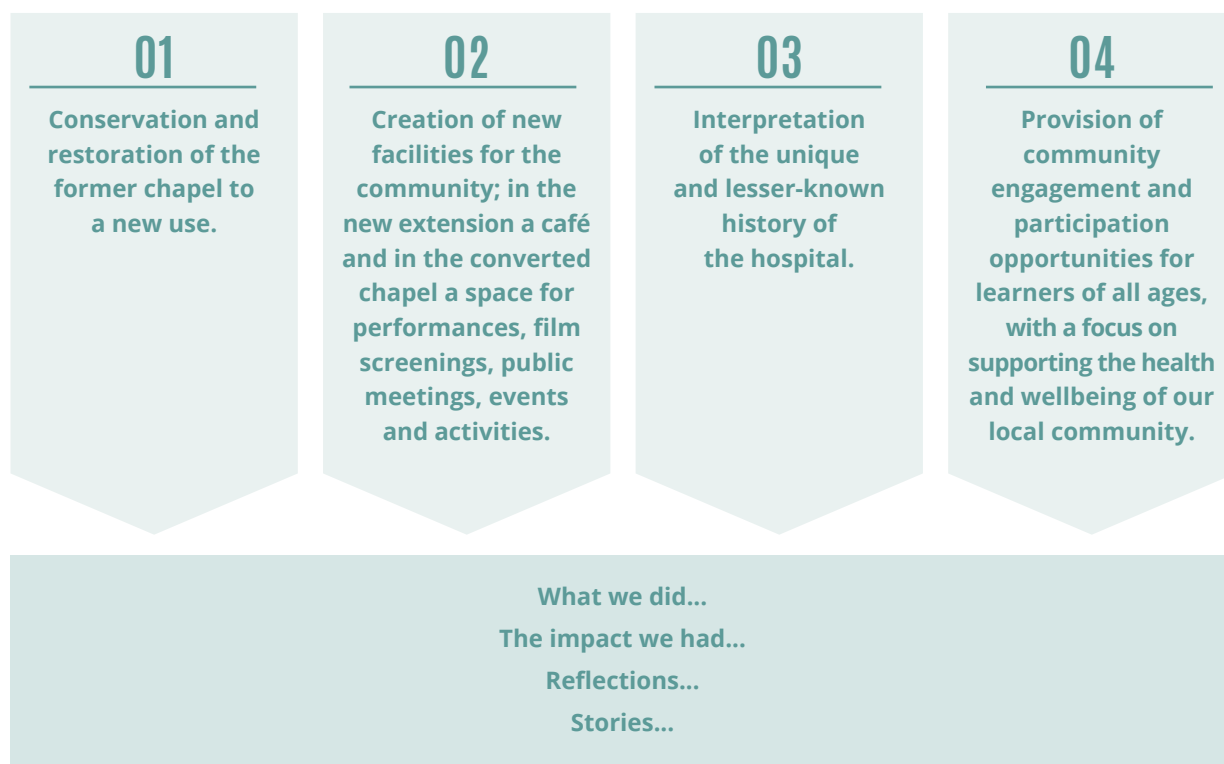 01
Conservation and
restoration of the
former chapel to
a new use.
02
Creation of new
facilities for the
community; in the
new extension a café
and in the converted
chapel a space for
performances, film
screenings, public
meetings, events
and activities.
03
Interpretation
of the unique
and lesser-known
history of
the hospital.
04
Provision of
community
engagement and
participation
opportunities for
learners of all ages,
with a focus on
supporting the health
and wellbeing of our
local community.
What we did...
The impact we had...
Reflections...
Stories...